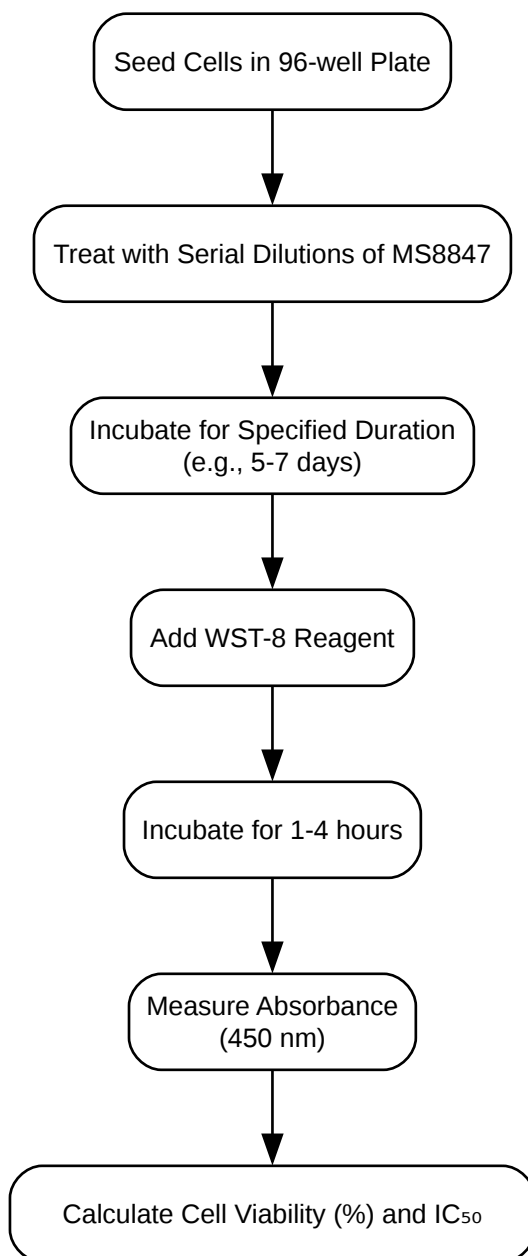 Seed Cells in 96-well Plate
Treat with Serial Dilutions of MS8847
Incubate for Specified Duration
(e.g., 5-7 days)
Add WST-8 Reagent
Incubate for 1-4 hours
Measure Absorbance
(450 nm)
Calculate Cell Viability (%) and IC₅₀